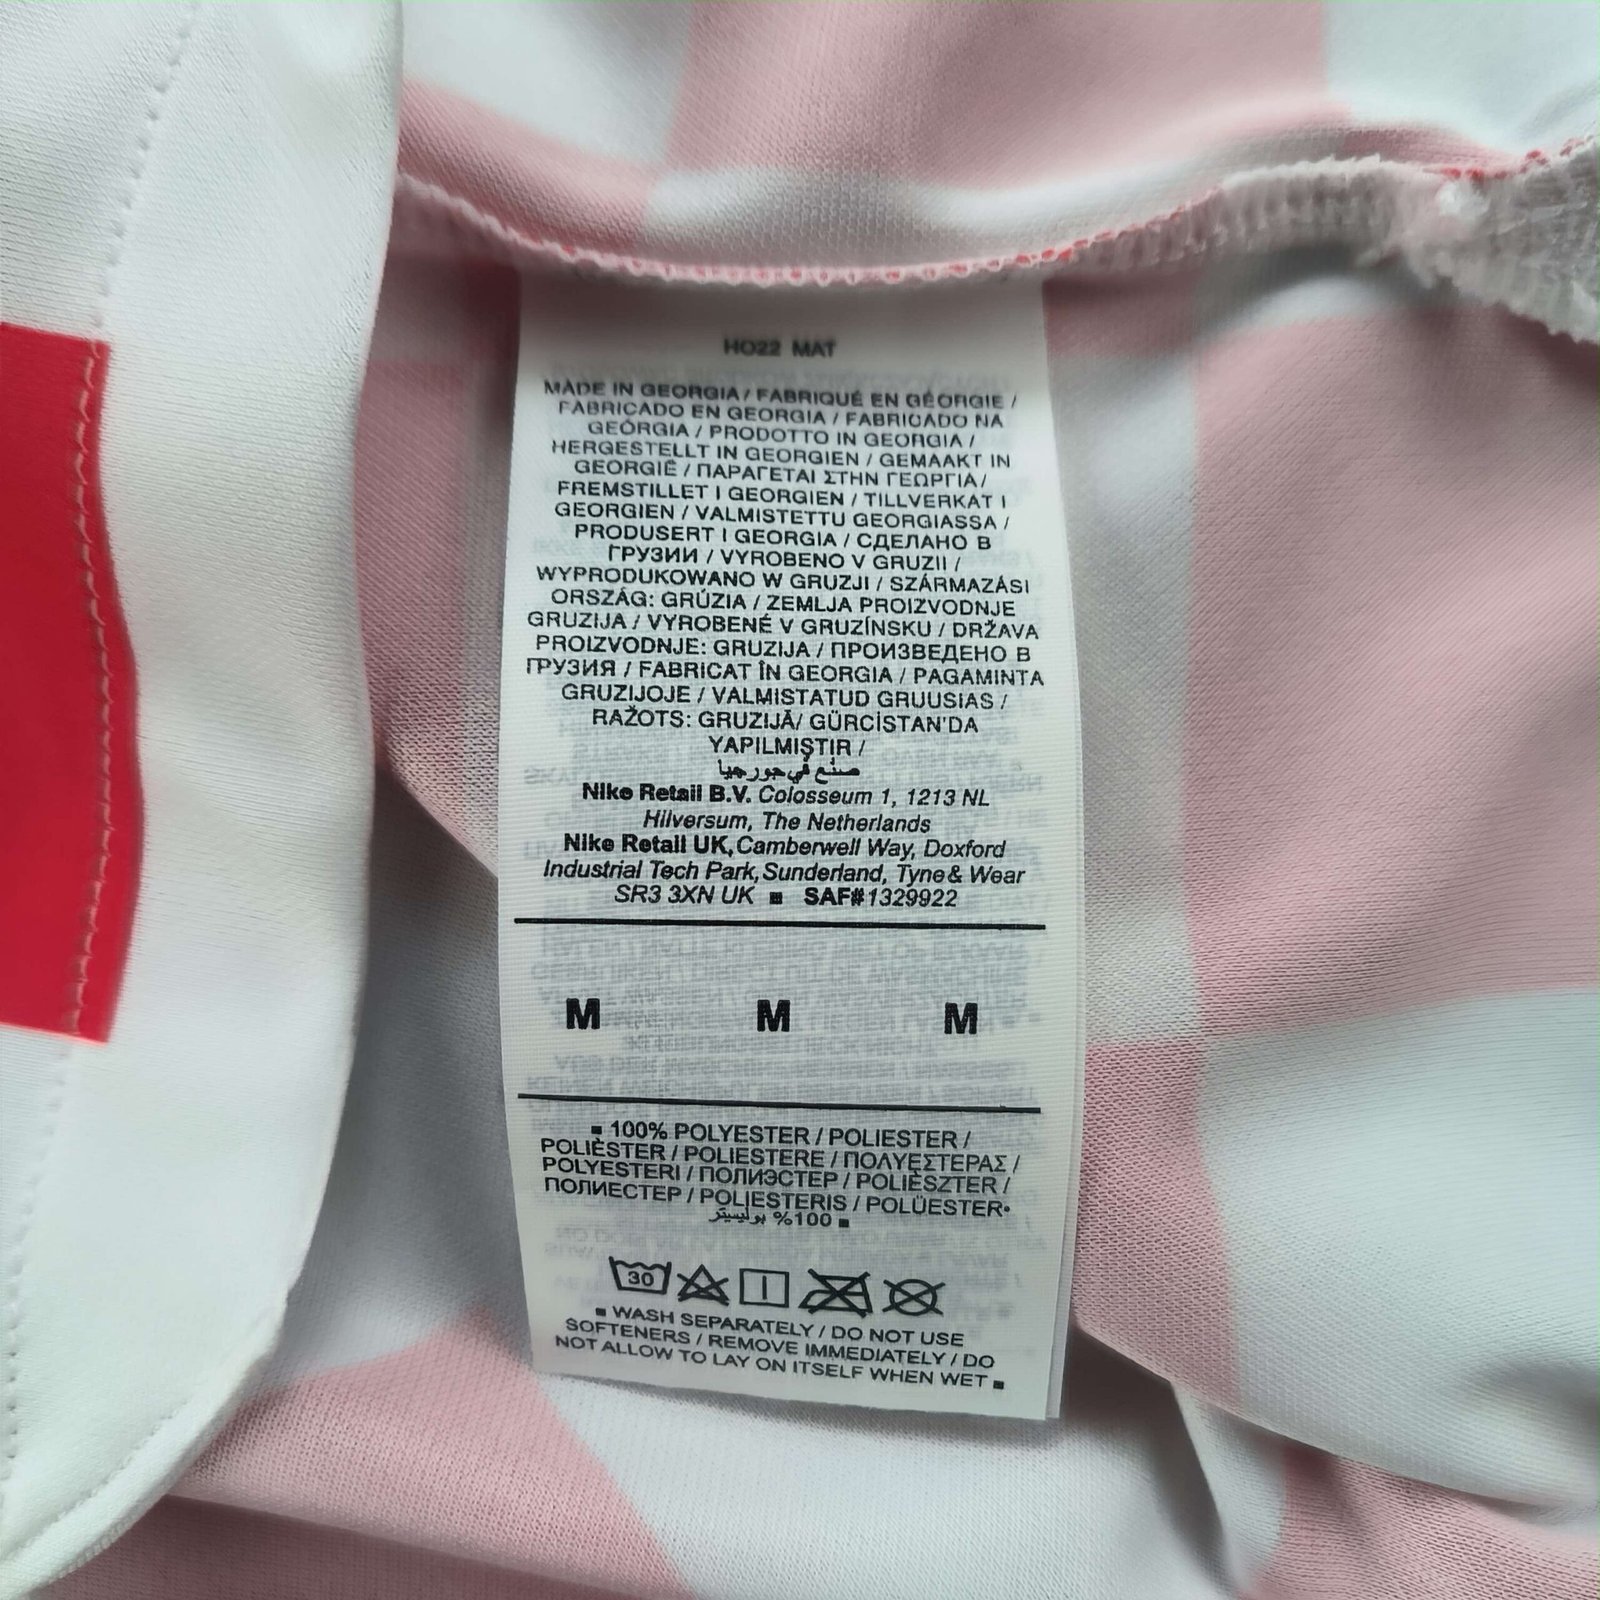 HO22 MAT
MADE IN GEORGIA / FABRIQUÉ EN GÉORGIE /
FABRICADO EN GEORGIA / FABRICADO NA
GEÓRGIA / PRODOTTO IN GEORGIA /
HERGESTELLT IN GEORGIEN / GEMAAKT IN
GEORGIË / ΠΑΡΑΓΕΤΑΙ ΣΤΗΝ ΓΕΩΡΓΙΑ /
FREMSTILLET I GEORGIEN / TILLVERKAT I
GEORGIEN / VALMISTETTU GEORGIASSA /
PRODUSERT I GEORGIA / СДЕЛАНО В
ГРУЗИИ / VYROBENO V GRUZII /
WYPRODUKOWANO W GRUZJI / SZÁRMAZÁSI
ORSZÁG: GRÚZIA / ZEMLJA PROIZVODNJE
GRUZIJA / VYROBENÉ V GRUZÍNSKU / DRŽAVA
PROIZVODNJE: GRUZIJA / ПРОИЗВЕДЕНО В
ГРУЗИЯ / FABRICAT ÎN GEORGIA / PAGAMINTA
GRUZIJOJE / VALMISTATUD GRUUSIAS /
RAŽOTS: GRUZIJĀ/ GÜRCİSTAN'DA
YAPILMIŞTIR /
صنع في جورجيا
Nike Retail B.V. Colosseum 1, 1213 NL
Hilversum, The Netherlands
Nike Retail UK, Camberwell Way, Doxford
Industrial Tech Park, Sunderland, Tyne & Wear
SR3 3XN UK ■ SAF#1329922
M M M
■ 100% POLYESTER / POLIESTER /
POLIÈSTER / POLIESTERE / ΠΟΛΥΕΣΤΕΡΑΣ /
POLYESTERI / ПОЛИЭСТЕР / POLIÈSZTER /
ПОЛИЕСТЕР / POLIESTERIS / POLÜESTER•
■ 100% بوليستر
30
■ WASH SEPARATELY / DO NOT USE
SOFTENERS / REMOVE IMMEDIATELY / DO
NOT ALLOW TO LAY ON ITSELF WHEN WET ■